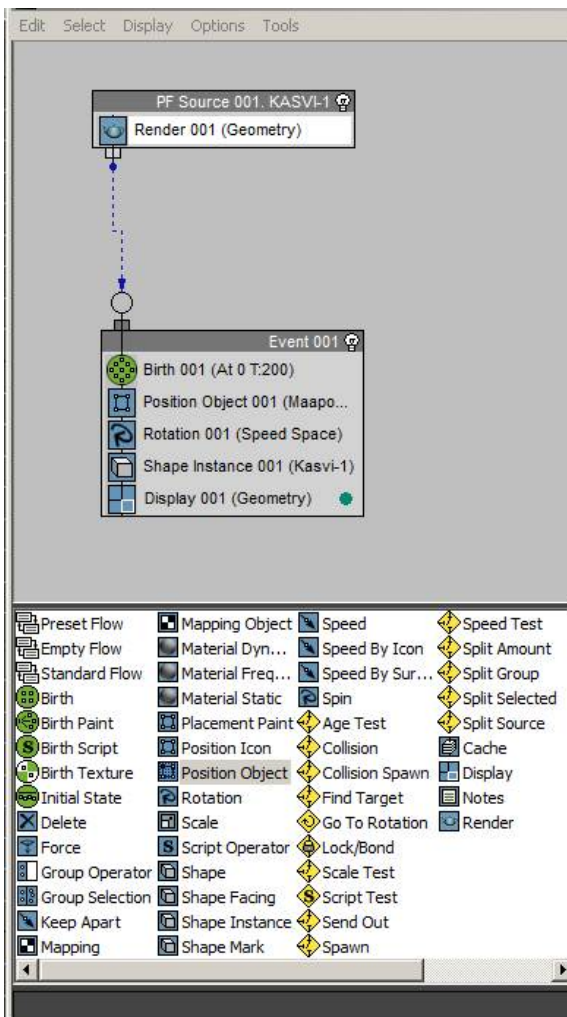 Edit Select Display Options Tools
PF Source 001. KASVI-1
Render 001 (Geometry)
Event 001
Birth 001 (At 0 T:200)
Position Object 001 (Maapo...
Rotation 001 (Speed Space)
Shape Instance 001 (Kasvi-1)
Display 001 (Geometry)
Preset Flow Mapping Object Speed Speed Test
Empty Flow Material Dyn... Speed By Icon Split Amount
Standard Flow Material Freq... Speed By Sur... Split Group
Birth Material Static Spin Split Selected
Birth Paint Placement Paint Age Test Split Source
Birth Script Position Icon Collision Cache
Birth Texture Position Object Collision Spawn Display
Initial State Rotation Find Target Notes
Delete Scale Go To Rotation Render
Force Script Operator Lock/Bond
Group Operator Shape Scale Test
Group Selection Shape Facing Script Test
Keep Apart Shape Instance Send Out
Mapping Shape Mark Spawn